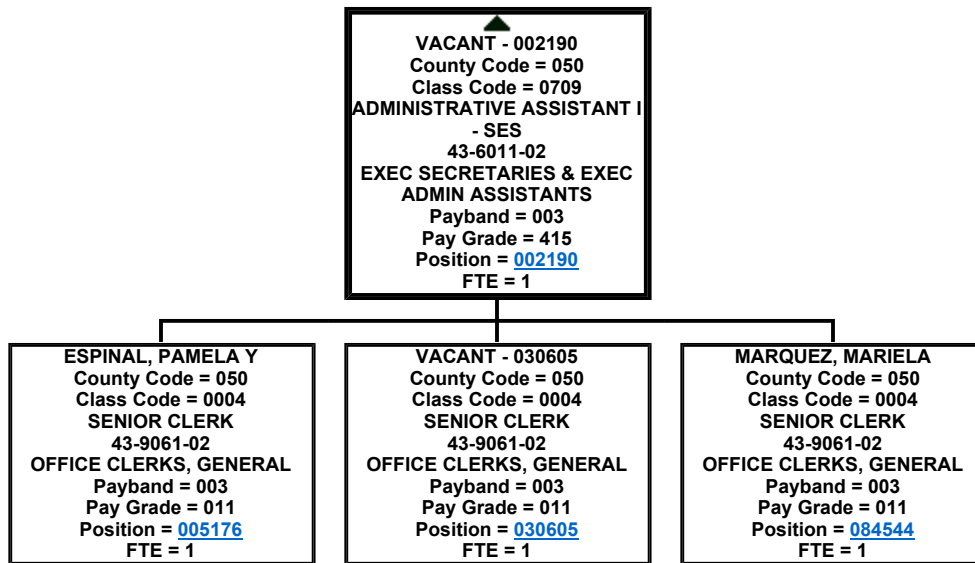 VACANT - 002190
County Code = 050
Class Code = 0709
ADMINISTRATIVE ASSISTANT I
- SES
43-6011-02
EXEC SECRETARIES & EXEC
ADMIN ASSISTANTS
Payband = 003
Pay Grade = 415
Position = 002190
FTE = 1
ESPINAL, PAMELA Y
County Code = 050
Class Code = 0004
SENIOR CLERK
43-9061-02
OFFICE CLERKS, GENERAL
Payband = 003
Pay Grade = 011
Position = 005176
FTE = 1
VACANT - 030605
County Code = 050
Class Code = 0004
SENIOR CLERK
43-9061-02
OFFICE CLERKS, GENERAL
Payband = 003
Pay Grade = 011
Position = 030605
FTE = 1
MARQUEZ, MARIELA
County Code = 050
Class Code = 0004
SENIOR CLERK
43-9061-02
OFFICE CLERKS, GENERAL
Payband = 003
Pay Grade = 011
Position = 084544
FTE = 1